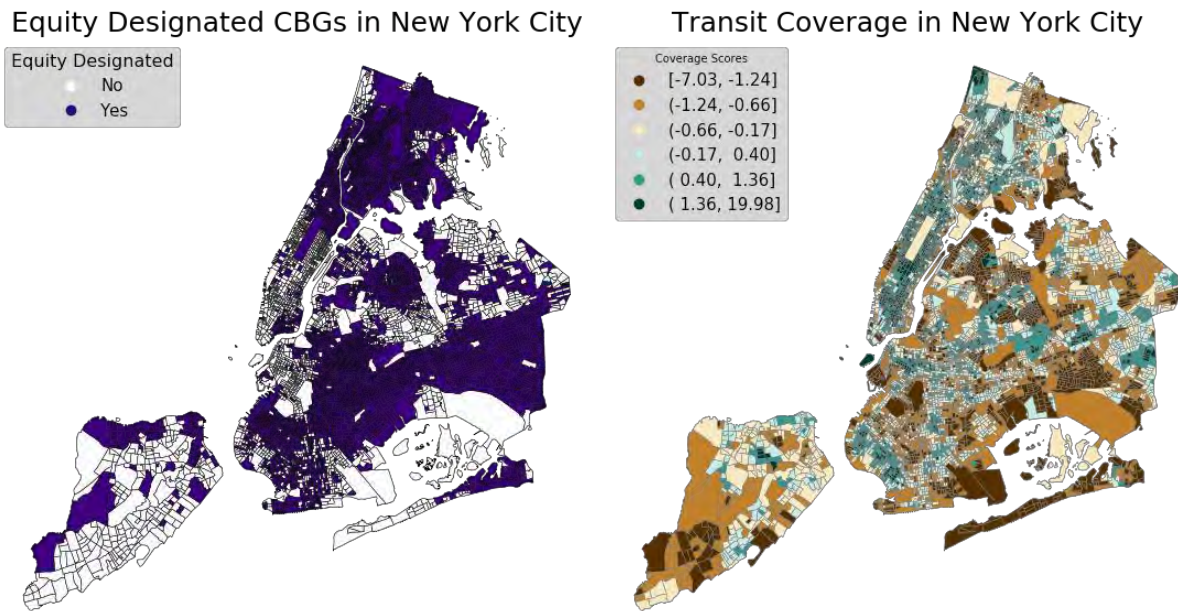 Equity Designated CBGs in New York City
Equity Designated
No
Yes
Transit Coverage in New York City
Coverage Scores
[-7.03, -1.24]
(-1.24, -0.66]
(-0.66, -0.17]
(-0.17, 0.40]
( 0.40, 1.36]
( 1.36, 19.98]